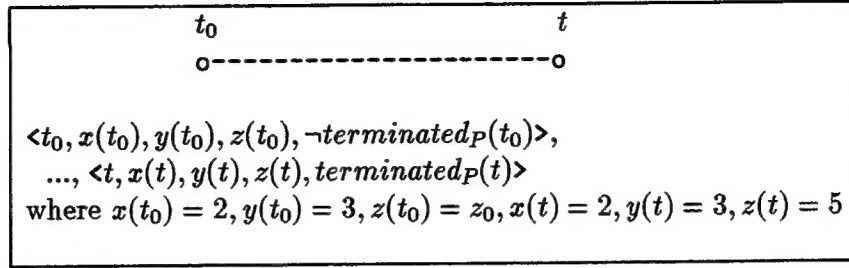 t₀ t
o--------------------------o
<t₀, x(t₀), y(t₀), z(t₀), ¬terminated_P(t₀)>,
..., <t, x(t), y(t), z(t), terminated_P(t)>
where x(t₀) = 2, y(t₀) = 3, z(t₀) = z₀, x(t) = 2, y(t) = 3, z(t) = 5